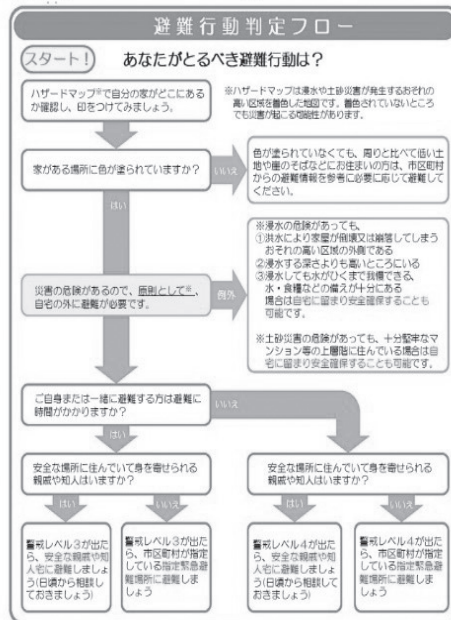 避難行動判定フロー
スタート！
あなたがとるべき避難行動は？
ハザードマップ※で自分の家がどこにある
か確認し、印をつけてみましょう。
※ハザードマップは浸水や土砂災害が発生するおそれの
高い区域を着色した地図です。着色されていないところ
でも災害が起こる可能性があります。
家がある場所に色が塗られていますか？
いいえ
色が塗られていなくても、周りと比べて低い土
地や崖のそばなどにお住まいの方は、市区町村
からの避難情報を参考に必要に応じて避難して
ください。
はい
災害の危険があるので、原則として※、
自宅の外に避難が必要です。
例外
※浸水の危険があっても、
①洪水により家屋が倒壊又は崩落してしまう
おそれの高い区域の外側である
②浸水する深さよりも高いところにいる
③浸水しても水がひくまで我慢できる、
水・食糧などの備えが十分にある
場合は自宅に留まり安全確保することも
可能です。
※土砂災害の危険があっても、十分堅牢な
マンション等の上層階に住んでいる場合は自
宅に留まり安全確保することも可能です。
ご自身または一緒に避難する方は避難に
時間がかかりますか？
いいえ
はい
安全な場所に住んでいて身を寄せられる
親戚や知人はいますか？
安全な場所に住んでいて身を寄せられる
親戚や知人はいますか？
はい
いいえ
はい
いいえ
警戒レベル３が出た
ら、安全な親戚や知
人宅に避難しましょ
う（日頃から相談し
ておきましょう）
警戒レベル３が出た
ら、市区町村が指定
している指定緊急避
難場所に避難しまし
ょう
警戒レベル４が出た
ら、安全な親戚や知
人宅に避難しましょ
う（日頃から相談して
おきましょう）
警戒レベル４が出た
ら、市区町村が指定
している指定緊急避
難場所に避難しまし
ょう